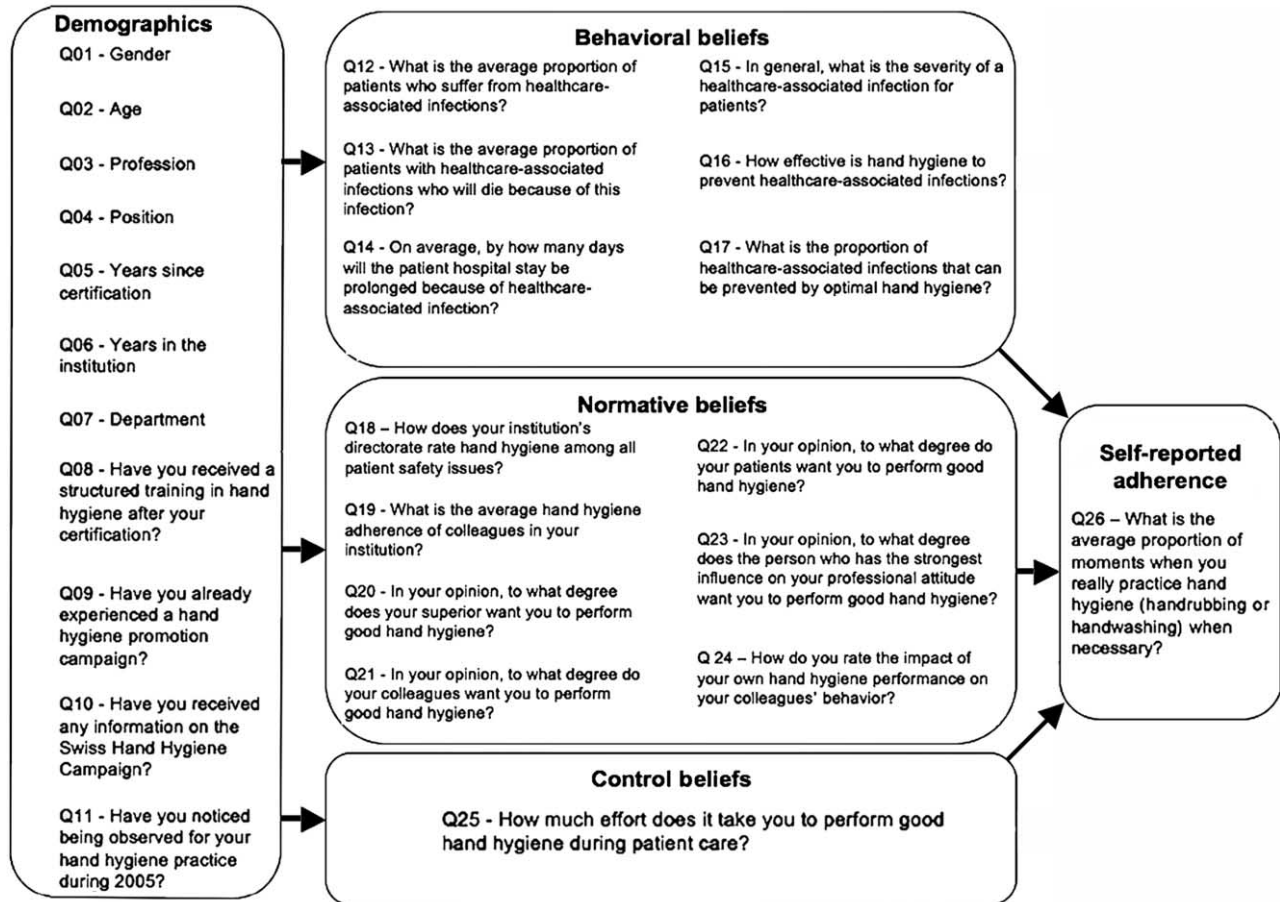 Demographics
Q01 - Gender
Q02 - Age
Q03 - Profession
Q04 - Position
Q05 - Years since
certification
Q06 - Years in the
institution
Q07 - Department
Q08 - Have you received a
structured training in hand
hygiene after your
certification?
Q09 - Have you already
experienced a hand
hygiene promotion
campaign?
Q10 - Have you received
any information on the
Swiss Hand Hygiene
Campaign?
Q11 - Have you noticed
being observed for your
hand hygiene practice
during 2005?
Behavioral beliefs
Q12 - What is the average proportion of
patients who suffer from healthcare-
associated infections?
Q13 - What is the average proportion of
patients with healthcare-associated
infections who will die because of this
infection?
Q14 - On average, by how many days
will the patient hospital stay be
prolonged because of healthcare-
associated infection?
Q15 - In general, what is the severity of a
healthcare-associated infection for
patients?
Q16 - How effective is hand hygiene to
prevent healthcare-associated infections?
Q17 - What is the proportion of
healthcare-associated infections that can
be prevented by optimal hand hygiene?
Normative beliefs
Q18 – How does your institution's
directorate rate hand hygiene among all
patient safety issues?
Q19 - What is the average hand hygiene
adherence of colleagues in your
institution?
Q20 - In your opinion, to what degree
does your superior want you to perform
good hand hygiene?
Q21 - In your opinion, to what degree do
your colleagues want you to perform
good hand hygiene?
Q22 - In your opinion, to what degree do
your patients want you to perform good
hand hygiene?
Q23 - In your opinion, to what degree
does the person who has the strongest
influence on your professional attitude
want you to perform good hand hygiene?
Q 24 – How do you rate the impact of
your own hand hygiene performance on
your colleagues' behavior?
Control beliefs
Q25 - How much effort does it take you to perform good
hand hygiene during patient care?
Self-reported
adherence
Q26 – What is the
average proportion of
moments when you
really practice hand
hygiene (handrubbing or
handwashing) when
necessary?